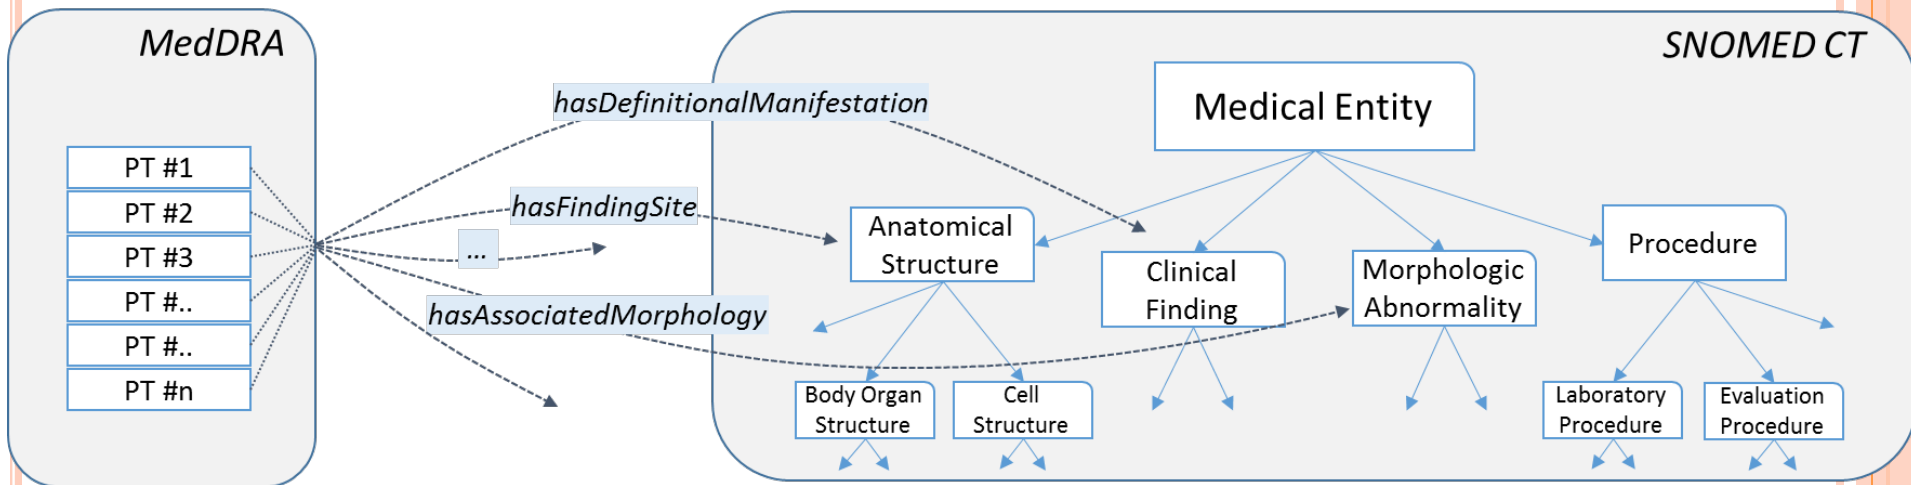 MedDRA
PT #1
PT #2
PT #3
PT #..
PT #..
PT #n
hasDefinitionalManifestation
hasFindingSite
...
hasAssociatedMorphology
SNOMED CT
Medical Entity
Anatomical
Structure
Clinical
Finding
Morphologic
Abnormality
Procedure
Body Organ
Structure
Cell
Structure
Laboratory
Procedure
Evaluation
Procedure